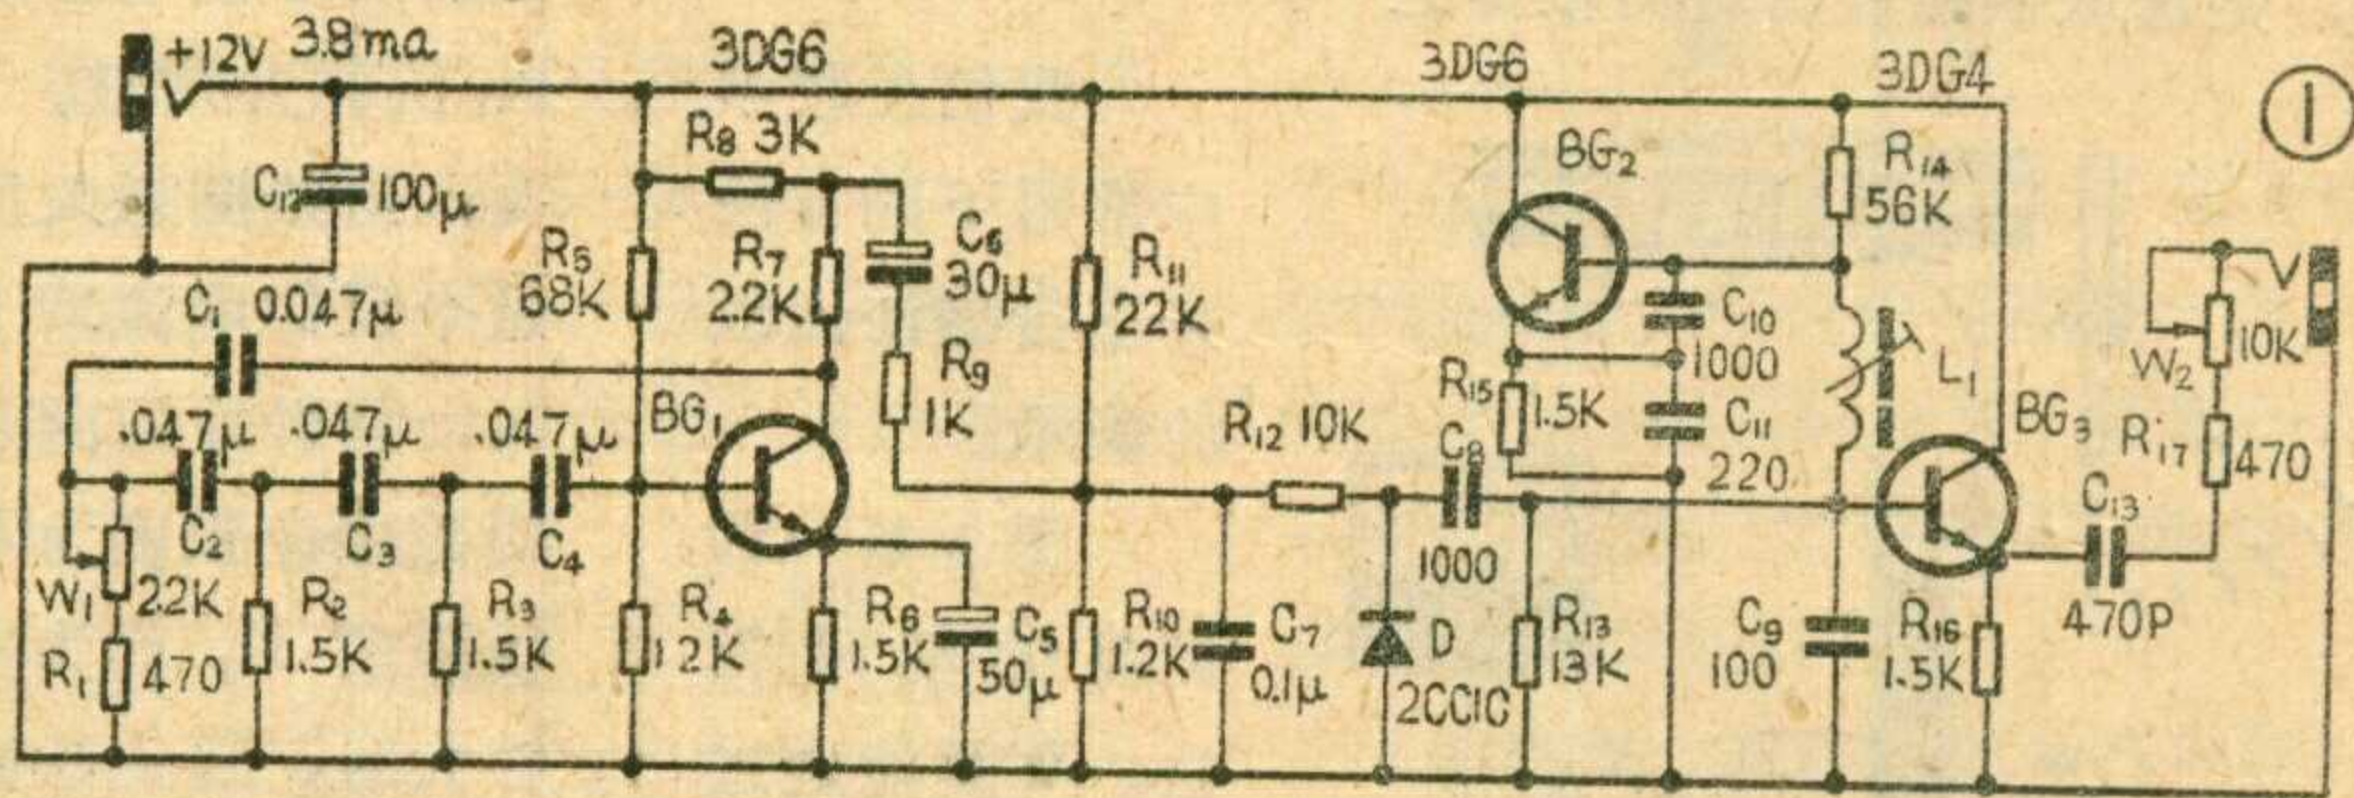 +12V 3.8ma
3DG6
3DG6
3DG4
1
R8 3K
BG2
R14
56K
C12
100μ
R5
68K
R7
2.2K
C6
30μ
R11
22K
C1 0.047μ
C10
1000
L1
10K
W2
R9
1K
R15
1.5K
C11
220
BG1
BG3
R17
470
.047μ
.047μ
.047μ
R12 10K
C8
1000
C13
470P
C2
C3
C4
W1
22K
R1
470
R2
1.5K
R3
1.5K
R4
12K
R6
1.5K
C5
50μ
R10
1.2K
C7
0.1μ
D
2CC1C
R13
13K
C9
100
R16
1.5K